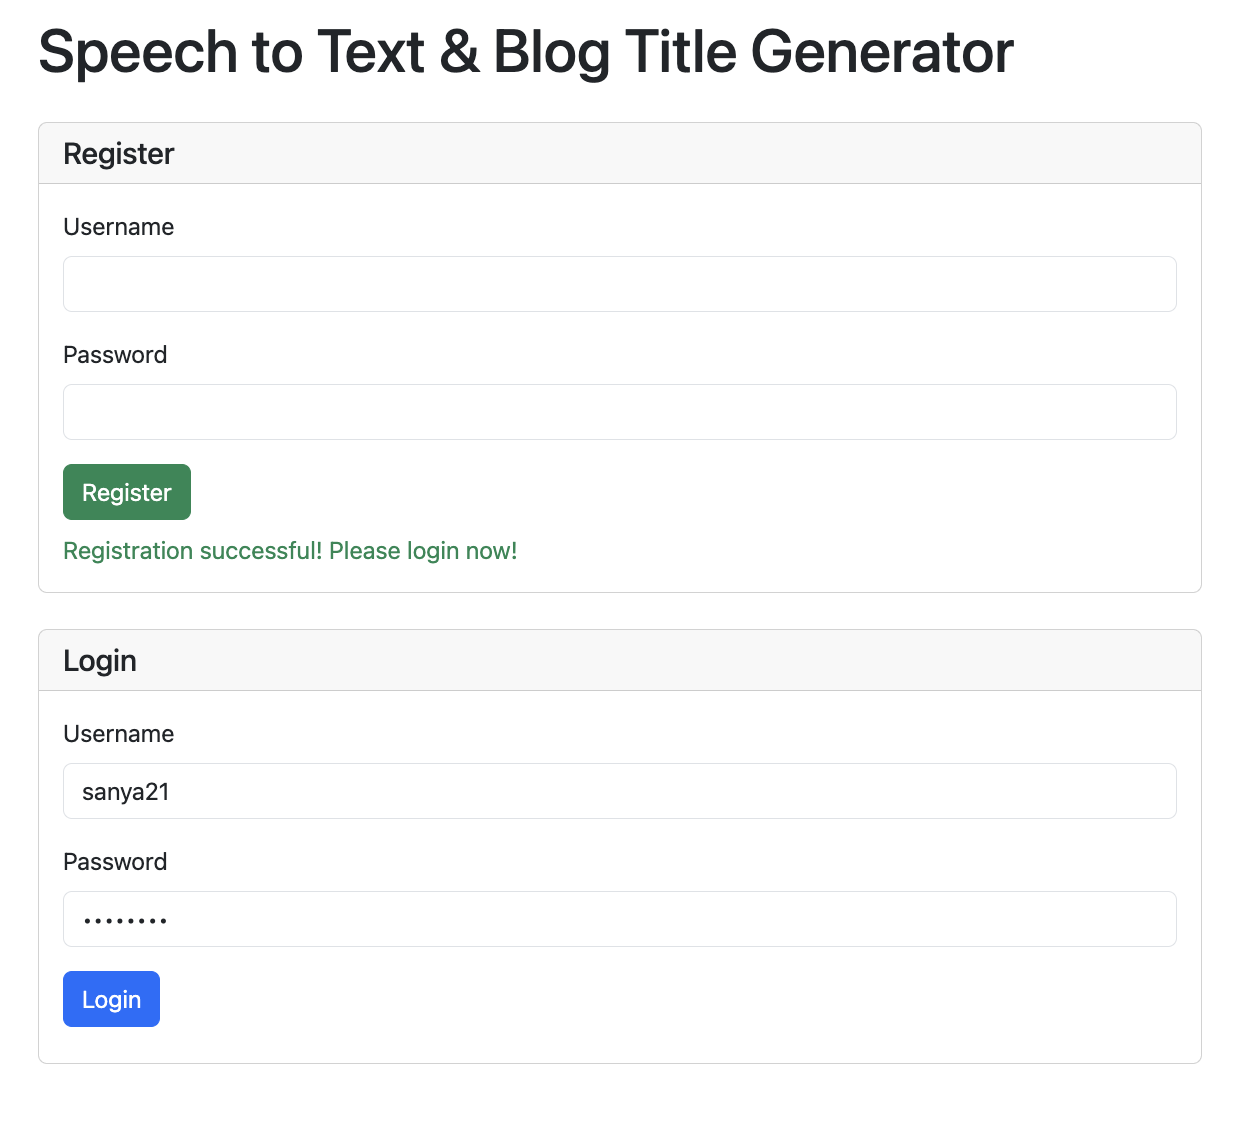 Speech to Text & Blog Title Generator
Register
Username
Password
Register
Registration successful! Please login now!
Login
Username
sanya21
Password
••••••••
Login